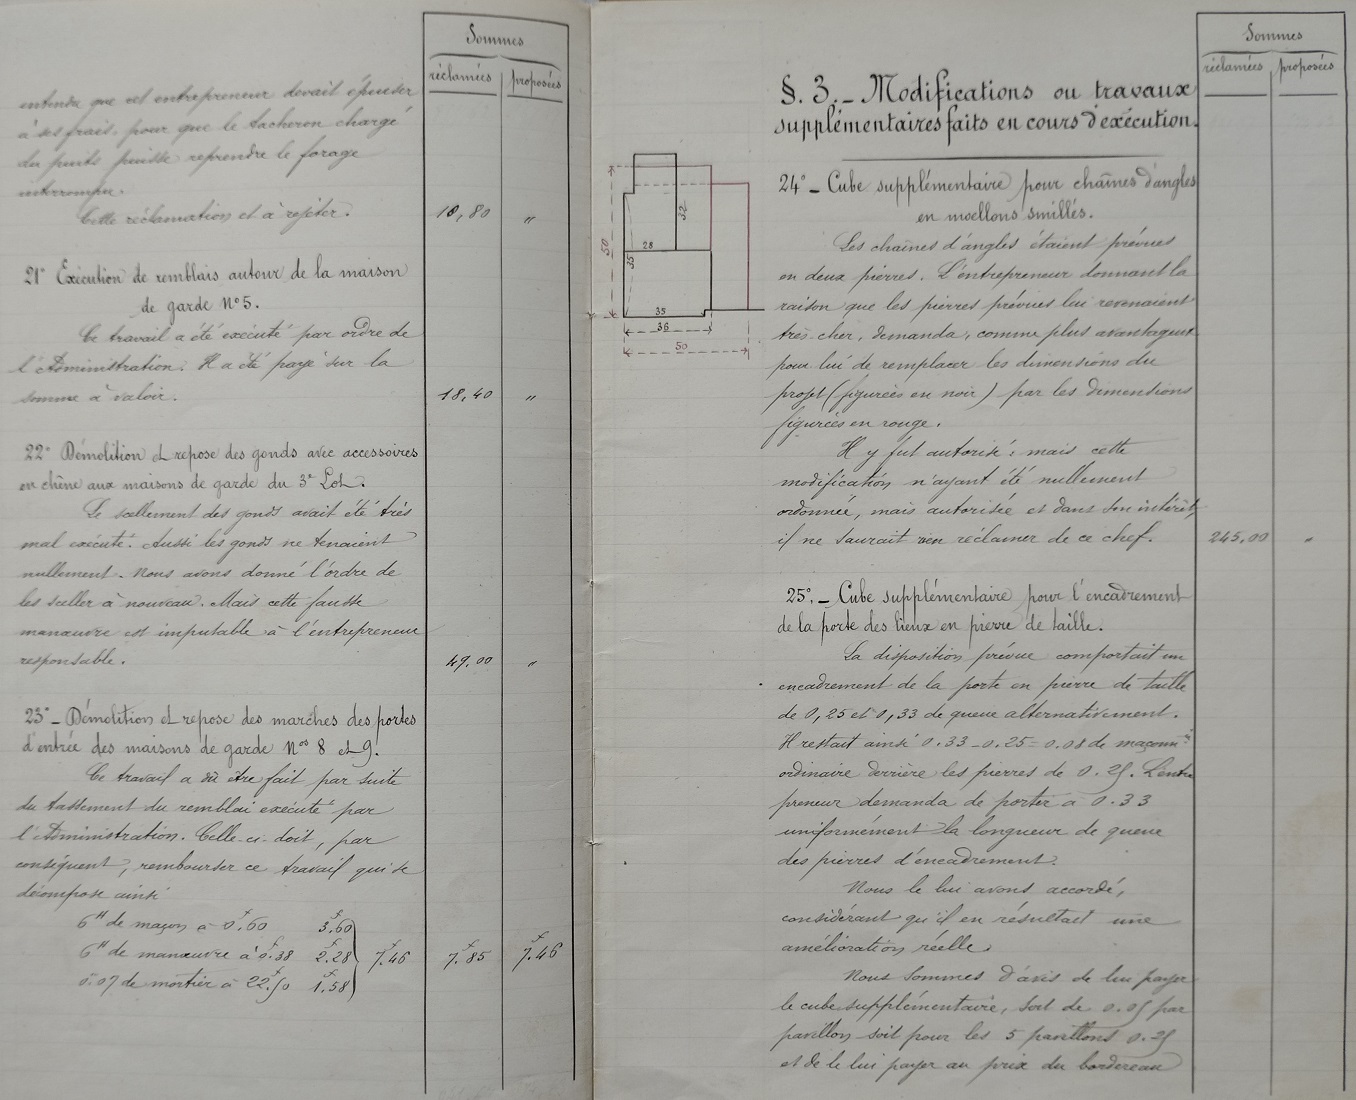 Sommes
réclamées proposées
entendu que cet entrepreneur devait épuiser
à ses frais, pour que le tacheron chargé
du puits puisse reprendre le forage
interrompu.
Cette réclamation est à rejeter. 10,80 "
21° Exécution de remblais autour de la maison
de garde N° 5.
Ce travail a été exécuté par ordre de
l'Administration. Il a été payé sur la
somme à valoir. 18,40 "
22° Démolition et repose des gonds avec accessoires
en chêne aux maisons de garde du 3e Lot.
Le scellement des gonds avait été très
mal exécuté. Aussi les gonds ne tenaient
nullement. Nous avons donné l'ordre de
les sceller à nouveau. Mais cette fausse
manœuvre est imputable à l'entrepreneur
responsable. 49,00 "
23° _ Démolition et repose des marches des portes
d'entrée des maisons de garde Nos 8 et 9.
Ce travail a dû être fait par suite
du tassement du remblai exécuté par
l'Administration. Celle-ci doit, par
conséquent, rembourser ce travail qui se
décompose ainsi
6H de maçon à 0f.60 3f.60
6H de manœuvre à 0f.38 2f.28 7f.46 7f.85 7f.46
0.07 de mortier à 22f.50 1f.58
Sommes
réclamées proposées
§. 3._ Modifications ou travaux
supplémentaires faits en cours d'exécution.
24° _ Cube supplémentaire pour chaînes d'angles
en moellons smillés.
50
32
28
35
35
36
50
Les chaînes d'angles étaient prévues
en deux pierres. L'entrepreneur donnant la
raison que les pierres prévues lui revenaient
très cher, demanda, comme plus avantageux
pour lui de remplacer les dimensions du
projet (figurées en noir) par les dimensions
figurées en rouge.
Il y fut autorisé : mais cette
modification n'ayant été nullement
ordonnée, mais autorisée et dans son intérêt,
il ne saurait rien réclamer de ce chef. 245,00 "
25°. _ Cube supplémentaire pour l'encadrement
de la porte des lieux en pierre de taille.
La disposition prévue comportait un
encadrement de la porte en pierre de taille
de 0,25 et 0,33 de queue alternativement.
Il restait ainsi 0.33 _ 0.25 = 0.08 de maçonnie
ordinaire derrière les pierres de 0.25. L'entre
preneur demanda de porter à 0.33
uniformément la longueur de queue
des pierres d'encadrement.
Nous le lui avons accordé,
considérant qu'il en résultait une
amélioration réelle.
Nous sommes d'avis de lui payer
le cube supplémentaire, soit de 0.05 par
pavillon soit pour les 5 pavillons 0.25
et de le lui payer au prix du bordereau